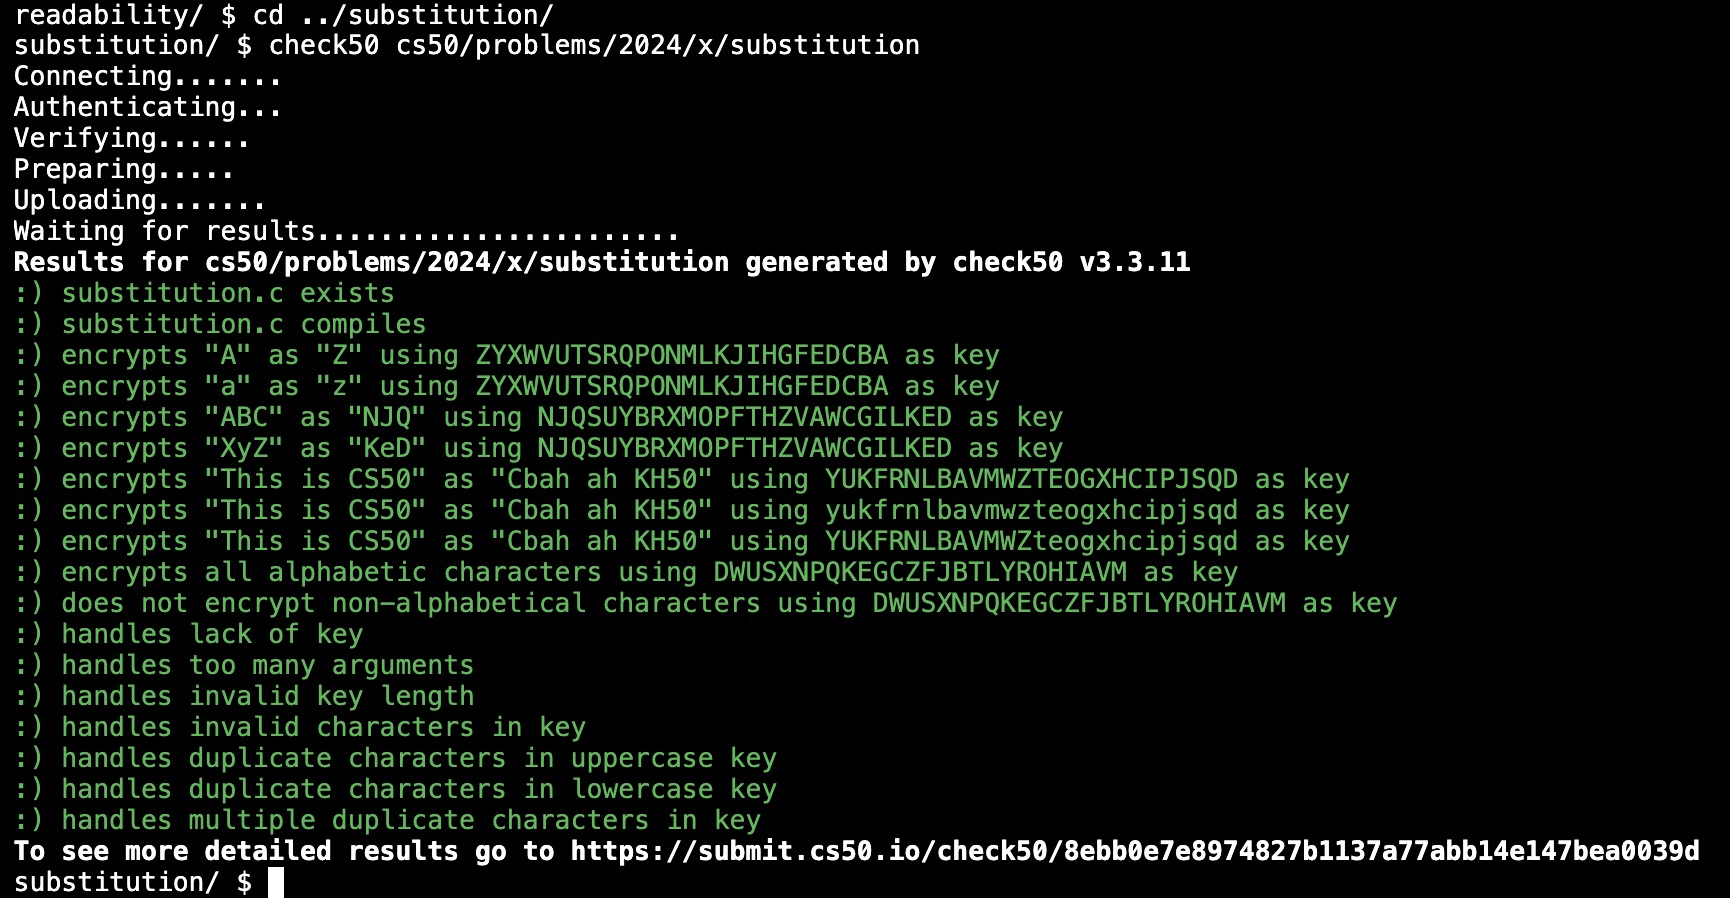 readability/ $ cd ../substitution/
substitution/ $ check50 cs50/problems/2024/x/substitution
Connecting.......
Authenticating...
Verifying......
Preparing.....
Uploading.......
Waiting for results.......................
Results for cs50/problems/2024/x/substitution generated by check50 v3.3.11
:) substitution.c exists
:) substitution.c compiles
:) encrypts "A" as "Z" using ZYXWVUTSRQPONMLKJIHGFEDCBA as key
:) encrypts "a" as "z" using ZYXWVUTSRQPONMLKJIHGFEDCBA as key
:) encrypts "ABC" as "NJQ" using NJQSUYBRXMOPFTHZVAWCGILKED as key
:) encrypts "XyZ" as "KeD" using NJQSUYBRXMOPFTHZVAWCGILKED as key
:) encrypts "This is CS50" as "Cbah ah KH50" using YUKFRNLBAVMWZTEOGXHCIPJSQD as key
:) encrypts "This is CS50" as "Cbah ah KH50" using yukfrnlbavmwzteogxhcipjsqd as key
:) encrypts "This is CS50" as "Cbah ah KH50" using YUKFRNLBAVMWZteogxhcipjsqd as key
:) encrypts all alphabetic characters using DWUSXNPQKEGCZFJBTLYROHIAVM as key
:) does not encrypt non-alphabetical characters using DWUSXNPQKEGCZFJBTLYROHIAVM as key
:) handles lack of key
:) handles too many arguments
:) handles invalid key length
:) handles invalid characters in key
:) handles duplicate characters in uppercase key
:) handles duplicate characters in lowercase key
:) handles multiple duplicate characters in key
To see more detailed results go to https://submit.cs50.io/check50/8ebb0e7e8974827b1137a77abb14e147bea0039d
substitution/ $